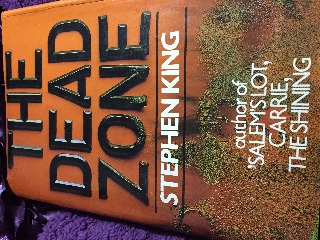 THE
DEAD
ZONE
STEPHEN KING
author of
'SALEM'S LOT,
CARRIE,
THE SHINING